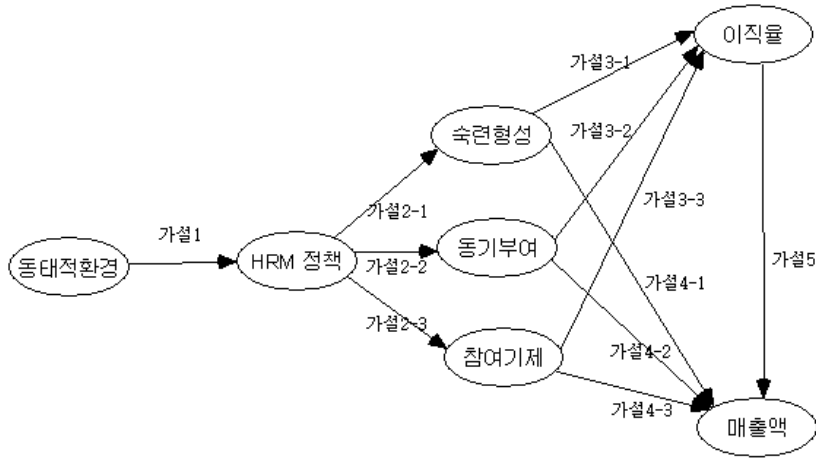 이직율
가설3-1
숙련형성
가설3-2
가설3-3
가설2-1
가설1
HRM 정책
동기부여
동태적환경
가설2-2
가설5
가설4-1
가설2-3
참여기제
가설4-2
가설4-3
매출액